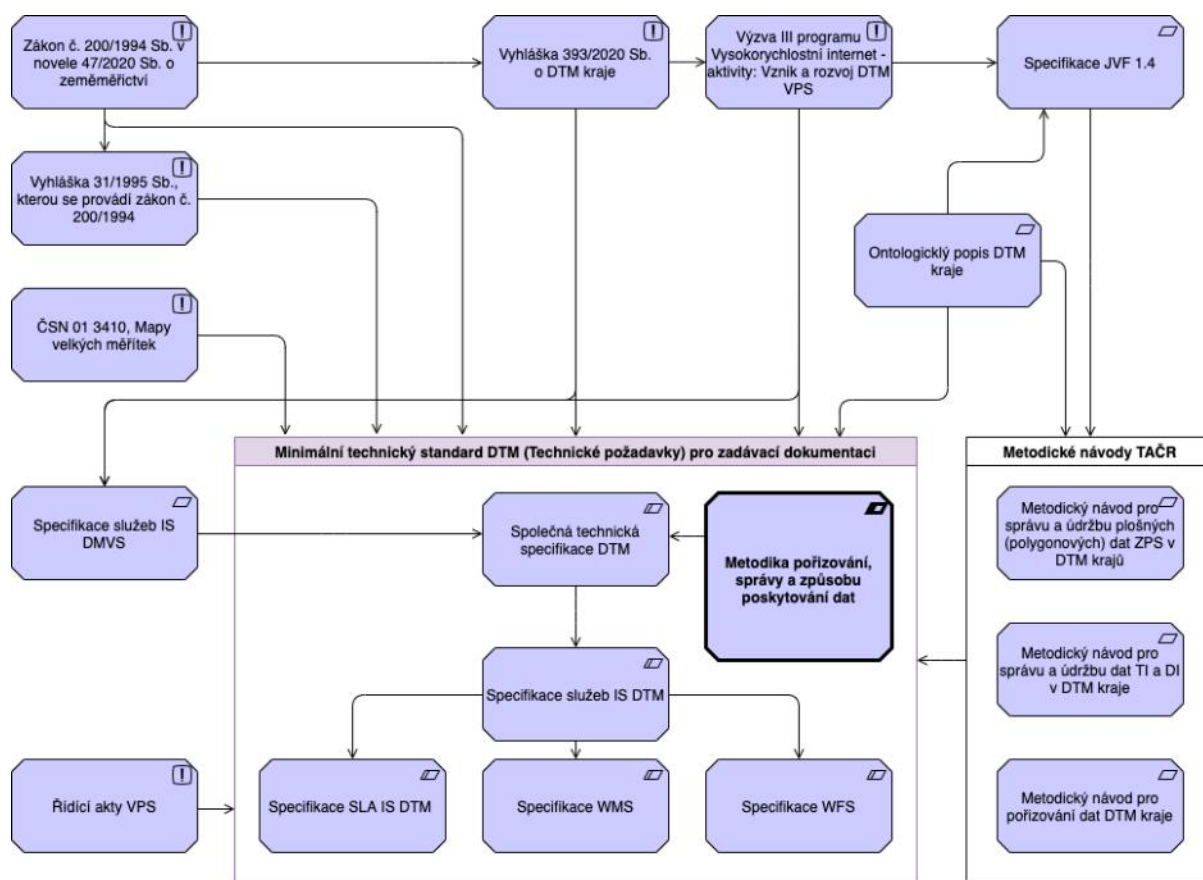 Zákon č. 200/1994 Sb. v
novele 47/2020 Sb. o
zeměměřictví
Vyhláška 393/2020 Sb.
o DTM kraje
Výzva III programu
Vysokorychlostní internet -
aktivity: Vznik a rozvoj DTM
VPS
Specifikace JVF 1.4
Vyhláška 31/1995 Sb.,
kterou se provádí zákon č.
200/1994
Ontologicklý popis DTM
kraje
ČSN 01 3410, Mapy
velkých měřítek
Minimální technický standard DTM (Technické požadavky) pro zadávací dokumentaci
Metodické návody TAČR
Specifikace služeb IS
DMVS
Společná technická
specifikace DTM
Metodika pořizování,
správy a způsobu
poskytování dat
Metodický návod pro
správu a údržbu plošných
(polygonových) dat ZPS v
DTM krajů
Specifikace služeb IS DTM
Metodický návod pro
správu a údržbu dat TI a DI
v DTM kraje
Řídící akty VPS
Specifikace SLA IS DTM
Specifikace WMS
Specifikace WFS
Metodický návod pro
pořizování dat DTM kraje